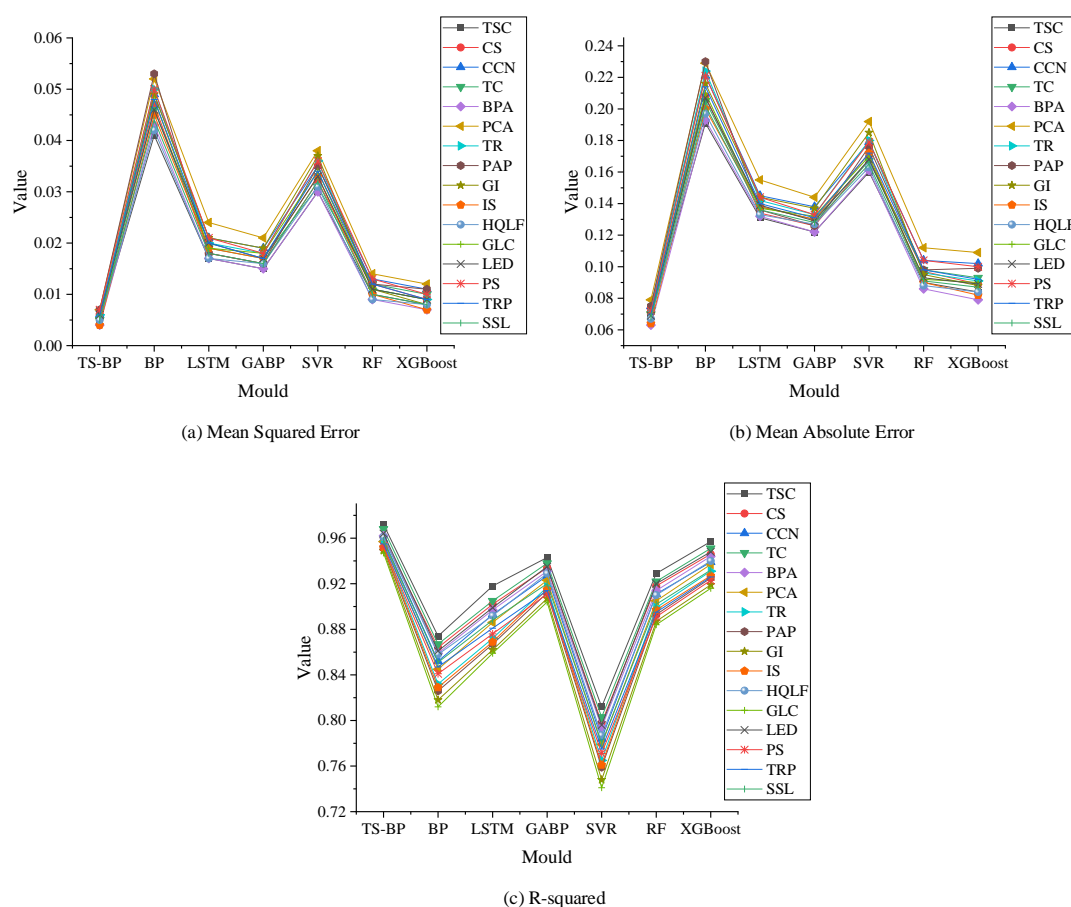 0.06
0.05
0.04
0.03
0.02
0.01
0.00
Value
TS-BP BP LSTM GABP SVR RF XGBoost
Mould
TSC
CS
CCN
TC
BPA
PCA
TR
PAP
GI
IS
HQLF
GLC
LED
PS
TRP
SSL
(a) Mean Squared Error
0.24
0.22
0.20
0.18
0.16
0.14
0.12
0.10
0.08
0.06
Value
TS-BP BP LSTM GABP SVR RF XGBoost
Mould
TSC
CS
CCN
TC
BPA
PCA
TR
PAP
GI
IS
HQLF
GLC
LED
PS
TRP
SSL
(b) Mean Absolute Error
0.96
0.92
0.88
0.84
0.80
0.76
0.72
Value
TS-BP BP LSTM GABP SVR RF XGBoost
Mould
TSC
CS
CCN
TC
BPA
PCA
TR
PAP
GI
IS
HQLF
GLC
LED
PS
TRP
SSL
(c) R-squared